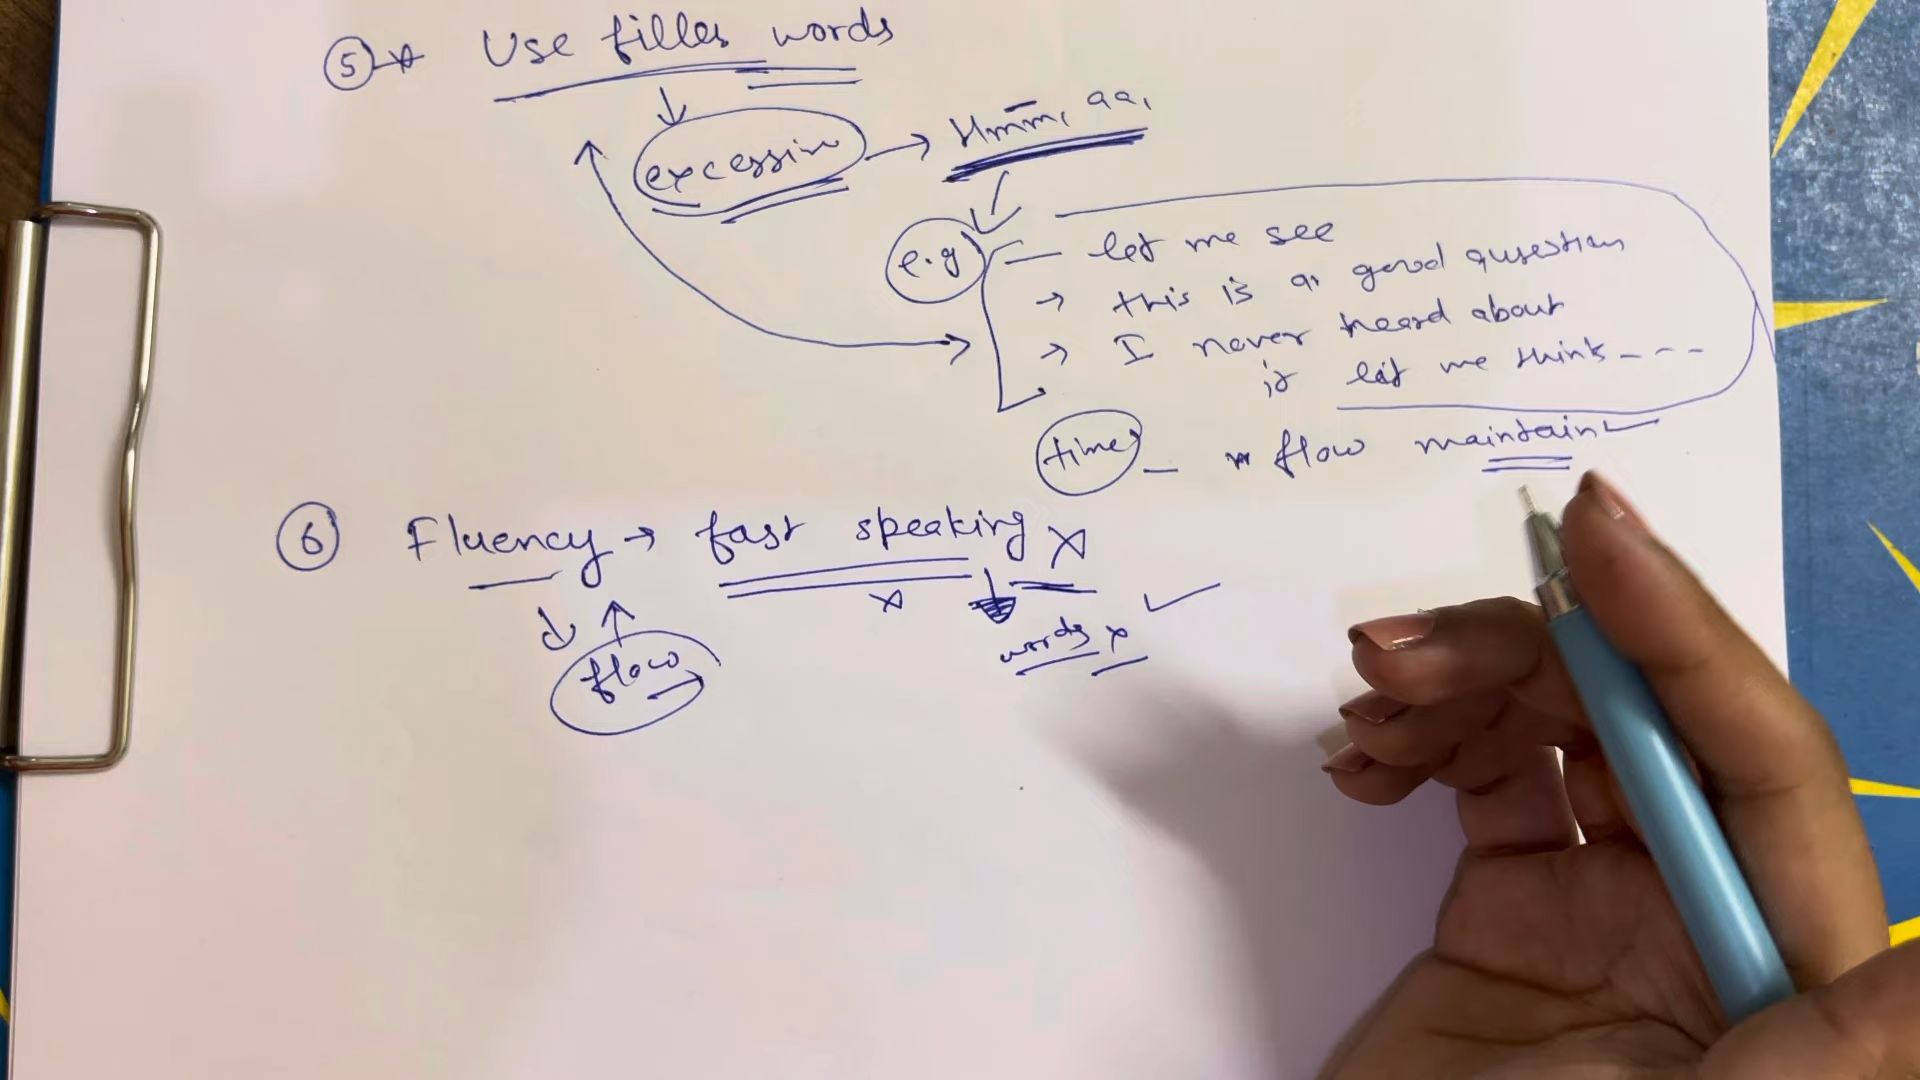 5 Use filler words
excessive → Hmm, aa,
e.g — let me see
→ this is a good question,
→ I never heard about
it let me think----
time — flow maintain ✓
6 Fluency → fast speaking x
x
flow words x ✓